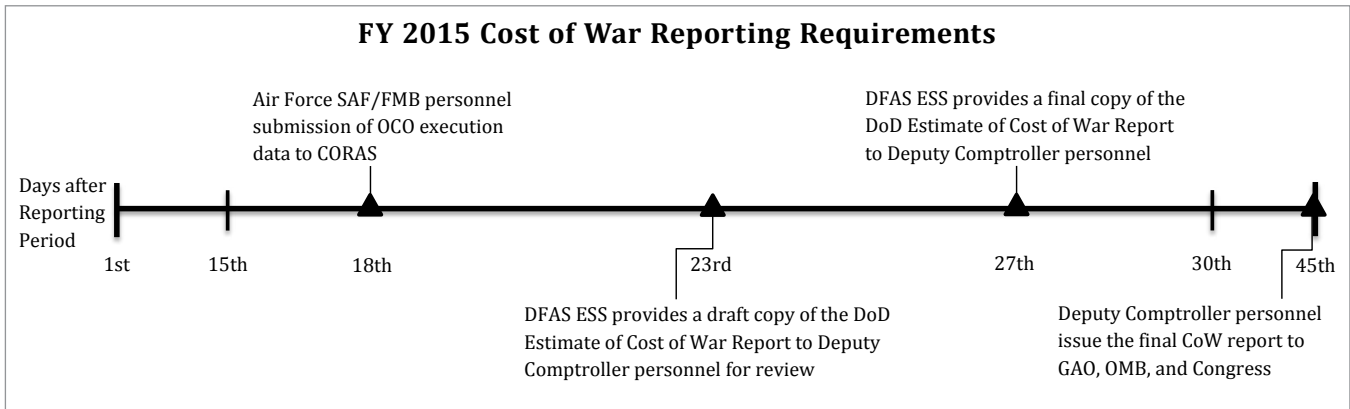 FY 2015 Cost of War Reporting Requirements
Air Force SAF/FMB personnel
submission of OCO execution
data to CORAS
DFAS ESS provides a final copy of the
DoD Estimate of Cost of War Report
to Deputy Comptroller personnel
Days after
Reporting
Period
1st
15th
18th
23rd
27th
30th
45th
DFAS ESS provides a draft copy of the DoD
Estimate of Cost of War Report to Deputy
Comptroller personnel for review
Deputy Comptroller personnel
issue the final CoW report to
GAO, OMB, and Congress